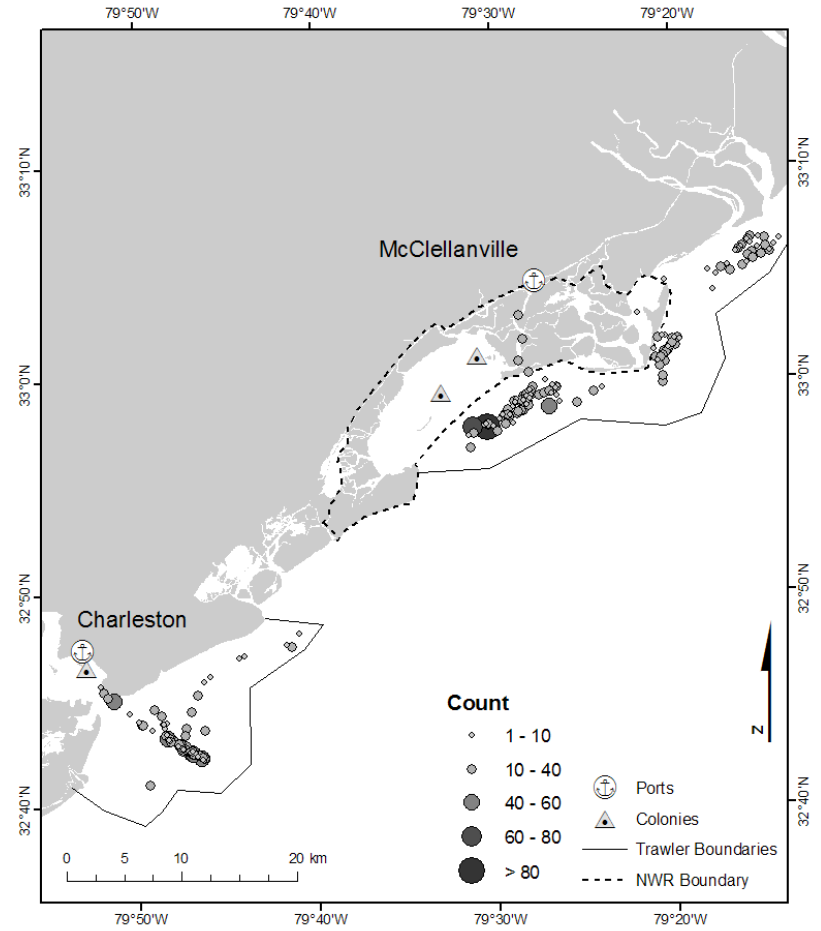 79°50'W 79°40'W 79°30'W 79°20'W
33°10'N 33°10'N
McClellanville
33°0'N 33°0'N
32°50'N 32°50'N
Charleston
Count
1 - 10
10 - 40
40 - 60
60 - 80
> 80
Ports
Colonies
Trawler Boundaries
NWR Boundary
N
32°40'N 32°40'N
0 5 10 20 km
79°50'W 79°40'W 79°30'W 79°20'W